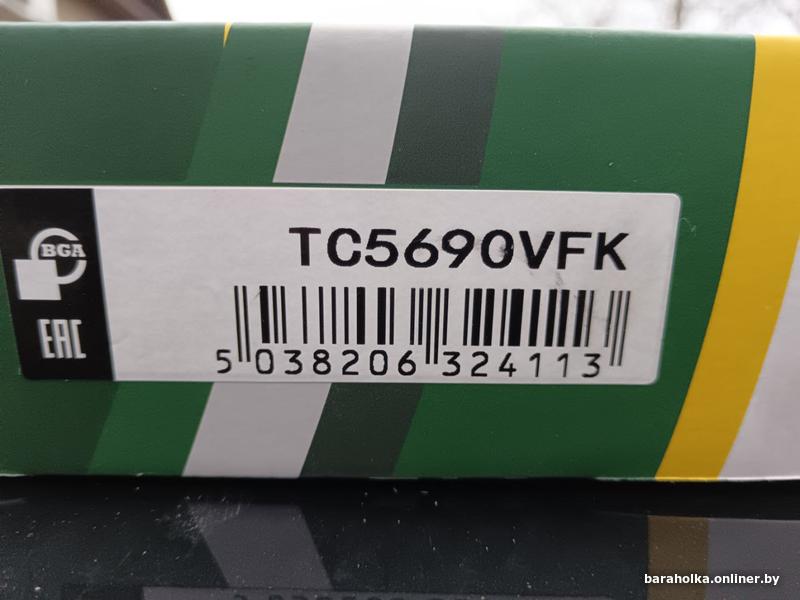 TC5690VFK
BGA
EAC
5 038206 324113
baraholka.onliner.by